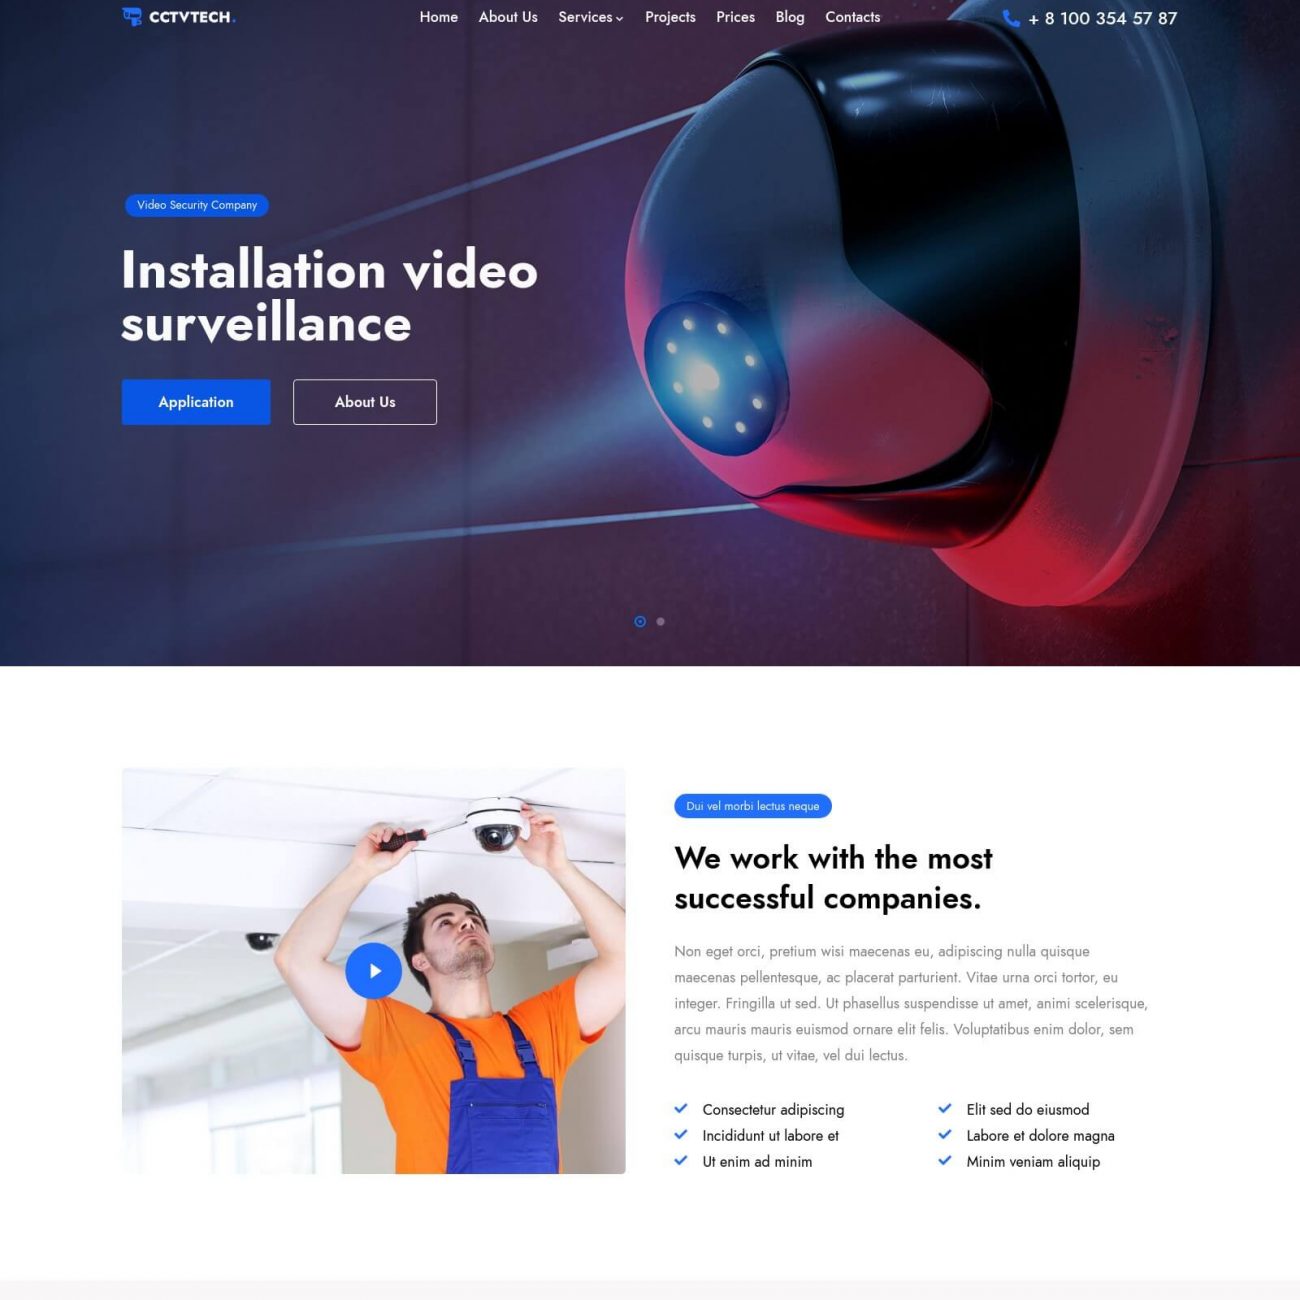 CCTVTECH.
Home About Us Services Projects Prices Blog Contacts
+ 8 100 354 57 87
Video Security Company
Installation video
surveillance
Application
About Us
Dui vel morbi lectus neque
We work with the most
successful companies.
Non eget orci, pretium wisi maecenas eu, adipiscing nulla quisque
maecenas pellentesque, ac placerat parturient. Vitae urna orci tortor, eu
integer. Fringilla ut sed. Ut phasellus suspendisse ut amet, animi scelerisque,
arcu mauris mauris euismod ornare elit felis. Voluptatibus enim dolor, sem
quisque turpis, ut vitae, vel dui lectus.
Consectetur adipiscing
Incididunt ut labore et
Ut enim ad minim
Elit sed do eiusmod
Labore et dolore magna
Minim veniam aliquip